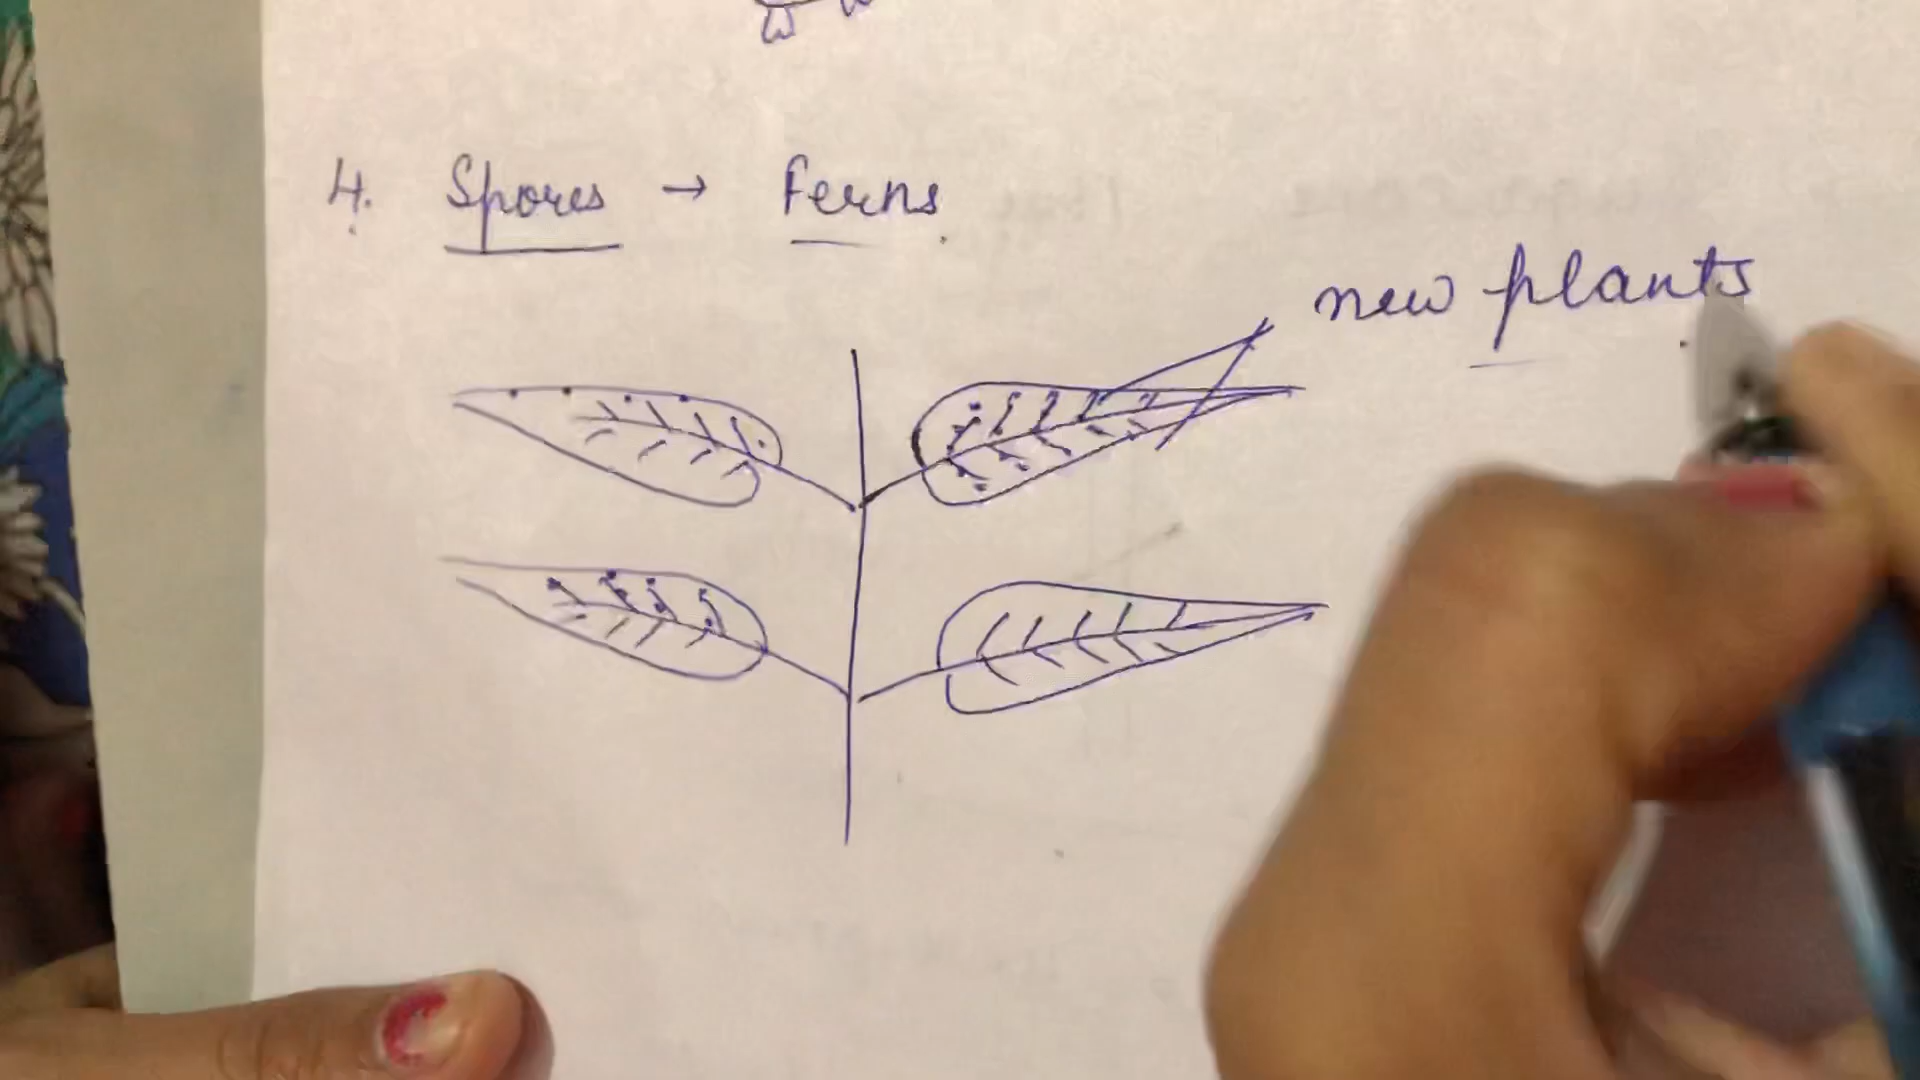 4. Spores → Ferns
new plants